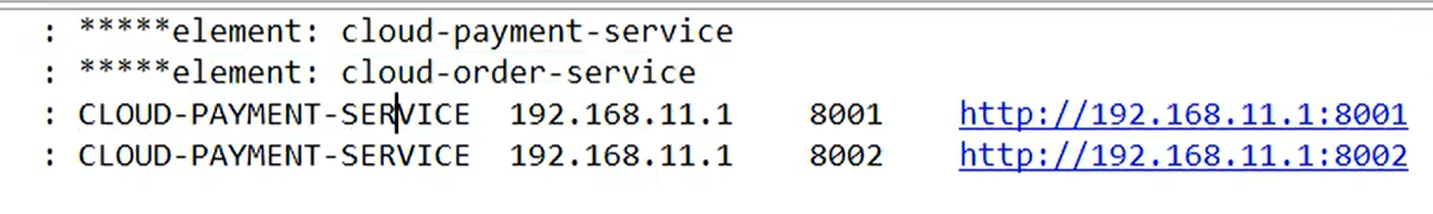 : *****element: cloud-payment-service
: *****element: cloud-order-service
: CLOUD-PAYMENT-SERVICE 192.168.11.1 8001 http://192.168.11.1:8001
: CLOUD-PAYMENT-SERVICE 192.168.11.1 8002 http://192.168.11.1:8002